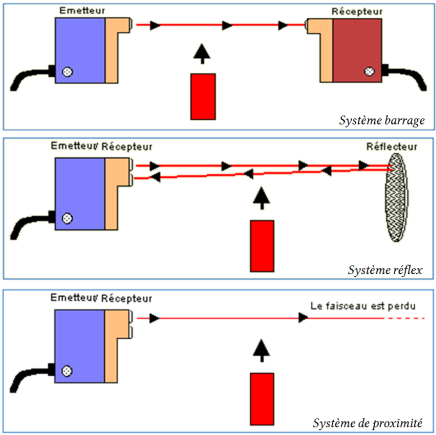 Emetteur
Récepteur
Système barrage
Emetteur/ Récepteur
Réflecteur
Système réflex
Emetteur/ Récepteur
Le faisceau est perdu
Système de proximité